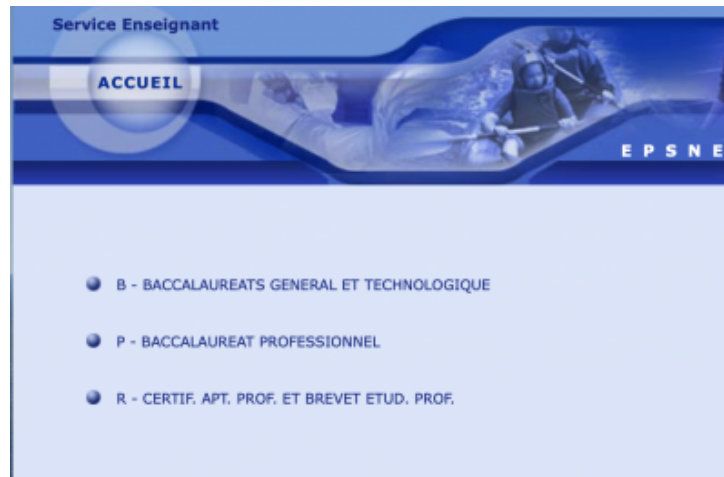 Service Enseignant
ACCUEIL
E P S N E
B - BACCALAUREATS GENERAL ET TECHNOLOGIQUE
P - BACCALAUREAT PROFESSIONNEL
R - CERTIF. APT. PROF. ET BREVET ETUD. PROF.